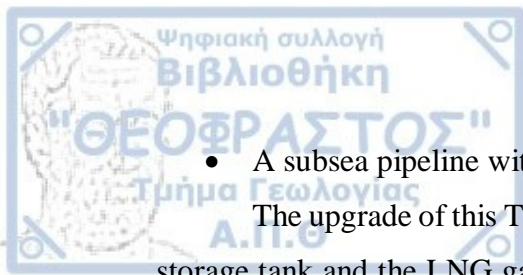 Ψηφιακή συλλογή
Βιβλιοθήκη
"ΘΕΟΦΡΑΣΤΟΣ"
• A subsea pipeline wit
Τμήμα Γεωλογίας
The upgrade of this T
Α.Π.Θ
storage tank and the LNG ga